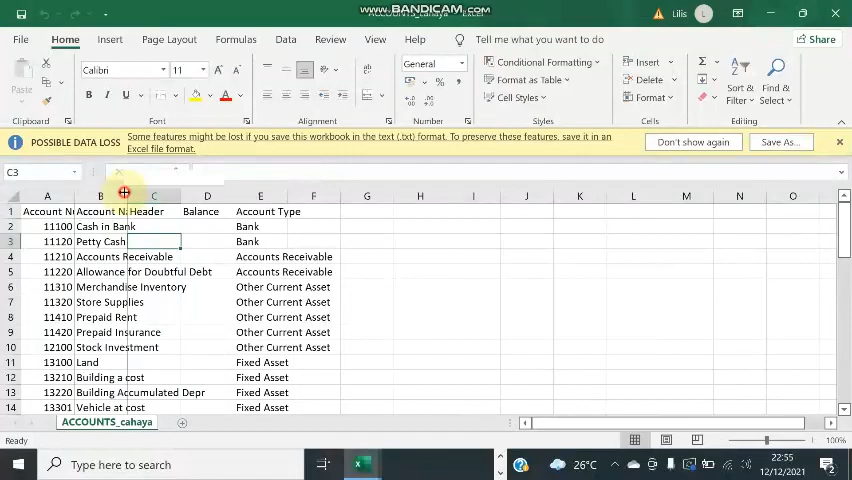 WWW.BANDICAM.COM
ACCOUNTS_cahaya - Excel
Lilis L
File Home Insert Page Layout Formulas Data Review View Help Tell me what you want to do Share
Calibri 11 General Conditional Formatting Insert
Paste Format as Table Delete Sort & Find &
B I U Cell Styles Format Filter Select
Clipboard Font Alignment Number Styles Cells Editing
POSSIBLE DATA LOSS Some features might be lost if you save this workbook in the text (.txt) format. To preserve these features, save it in an Excel file format. Don't show again Save As...
C3
A B C D E F G H I J K L M N O
1 Account Nu Account Na Header Balance Account Type
2 11100 Cash in Bank Bank
3 11120 Petty Cash Bank
4 11210 Accounts Receivable Accounts Receivable
5 11220 Allowance for Doubtful Debt Accounts Receivable
6 11310 Merchandise Inventory Other Current Asset
7 11320 Store Supplies Other Current Asset
8 11410 Prepaid Rent Other Current Asset
9 11420 Prepaid Insurance Other Current Asset
10 12100 Stock Investment Other Current Asset
11 13100 Land Fixed Asset
12 13210 Building a cost Fixed Asset
13 13220 Building Accumulated Depr Fixed Asset
14 13301 Vehicle at cost Fixed Asset
ACCOUNTS_cahaya
Ready 100%
Type here to search 26°C 22:55
12/12/2021 2